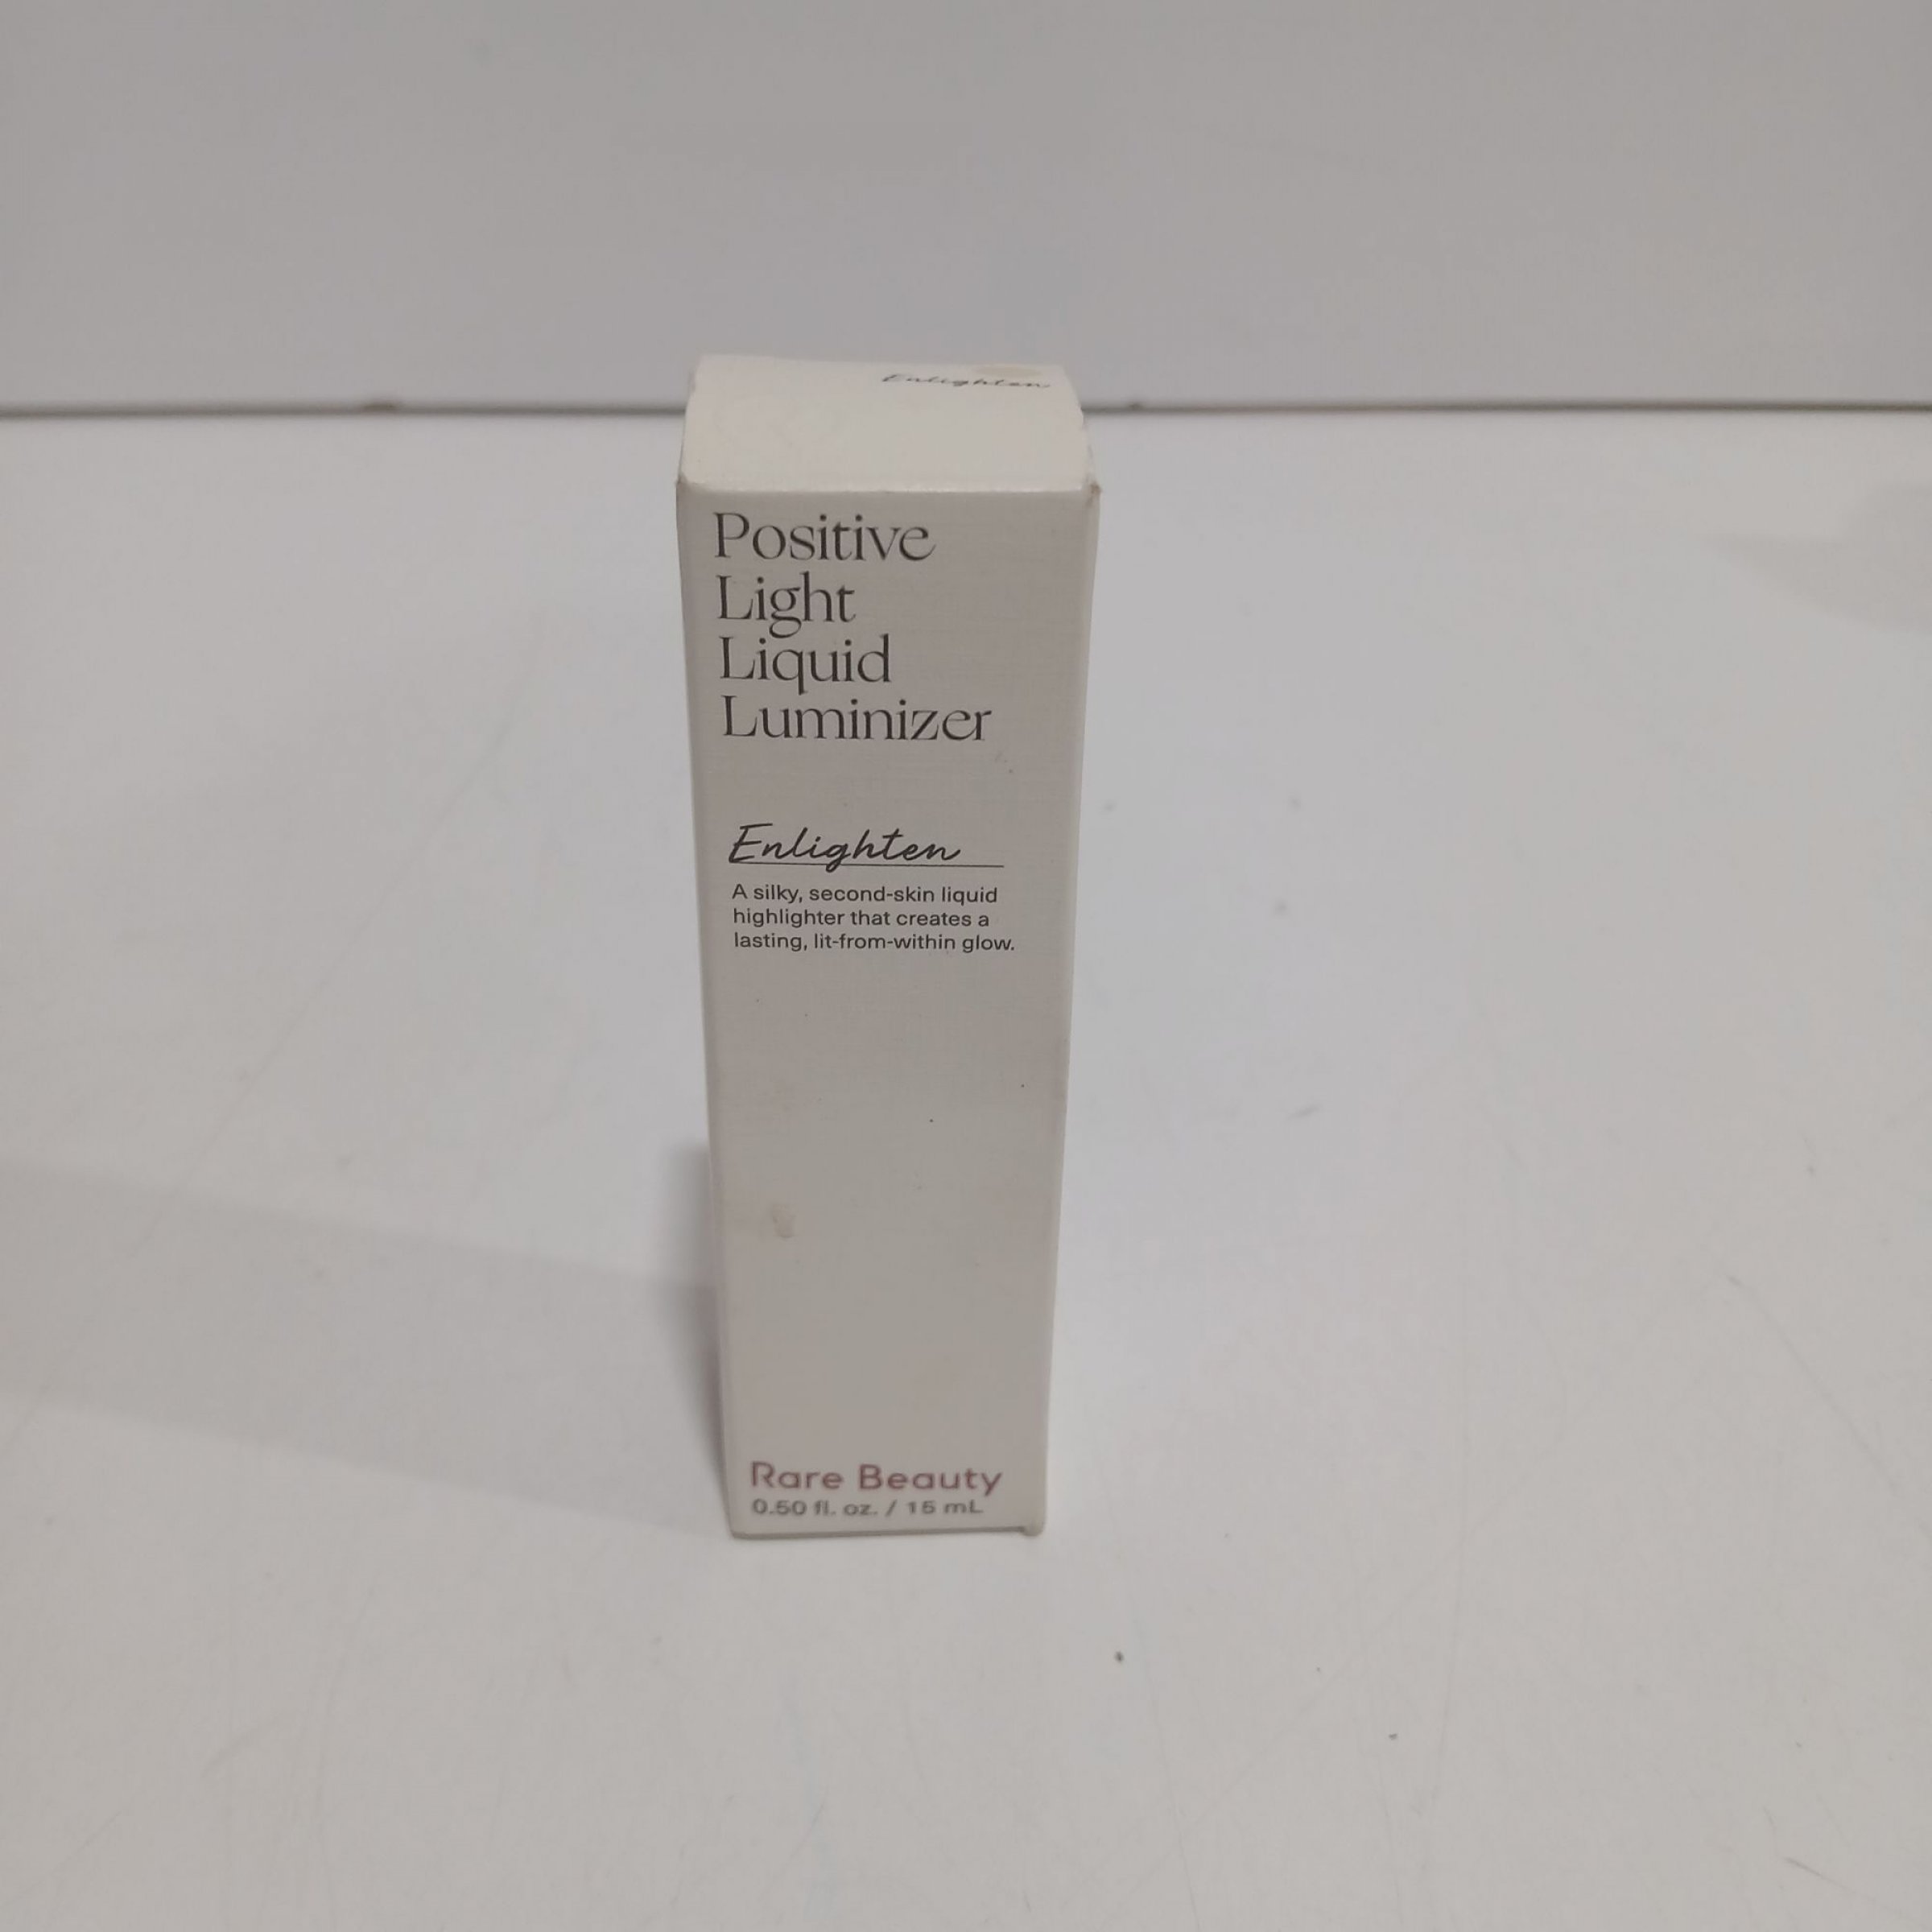 Enlighten
Positive
Light
Liquid
Luminizer
Enlighten
A silky, second-skin liquid
highlighter that creates a
lasting, lit-from-within glow.
Rare Beauty
0.50 fl. oz. / 15 mL